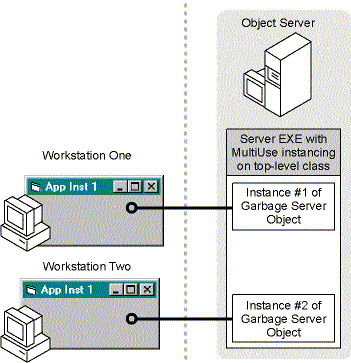 Object Server
Server EXE with
MultiUse instancing
on top-level class
Workstation One
App Inst 1
Instance #1 of
Garbage Server
Object
Workstation Two
App Inst 1
Instance #2 of
Garbage Server
Object